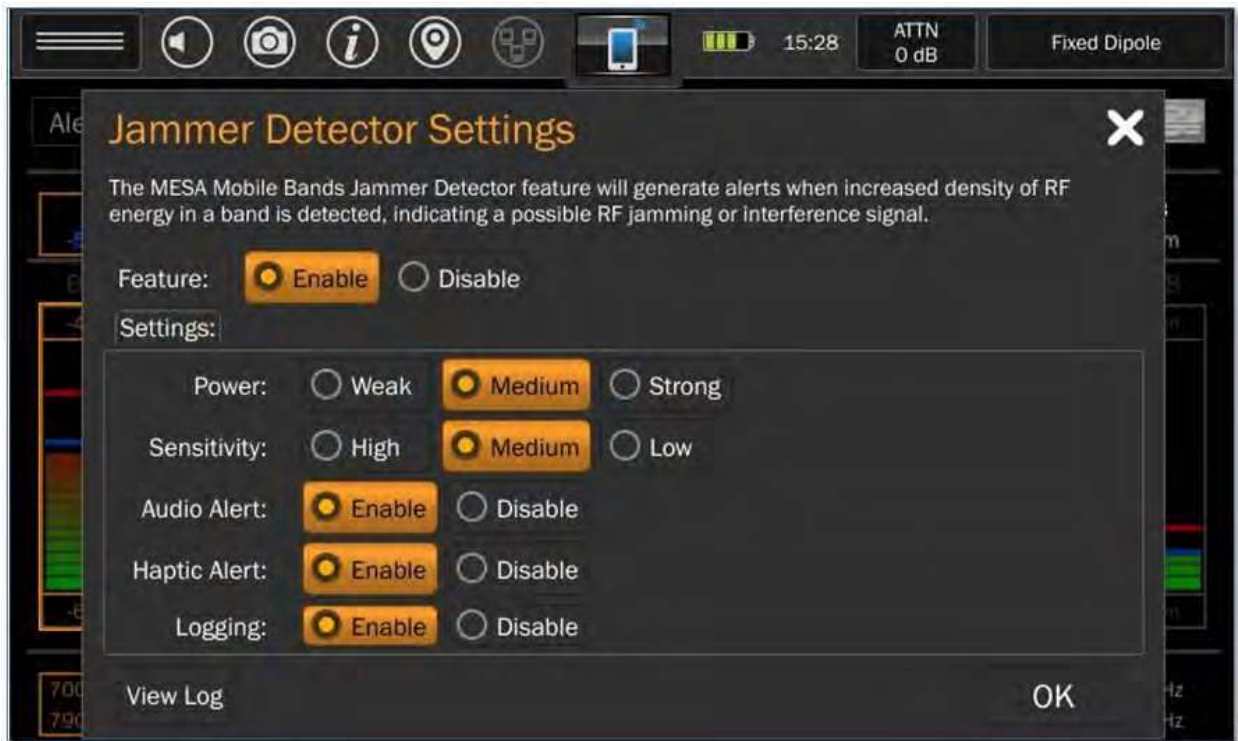 15:28
ATTN
0 dB
Fixed Dipole
Jammer Detector Settings
The MESA Mobile Bands Jammer Detector feature will generate alerts when increased density of RF
energy in a band is detected, indicating a possible RF jamming or interference signal.
Feature: Enable Disable
Settings:
Power: Weak Medium Strong
Sensitivity: High Medium Low
Audio Alert: Enable Disable
Haptic Alert: Enable Disable
Logging: Enable Disable
View Log OK